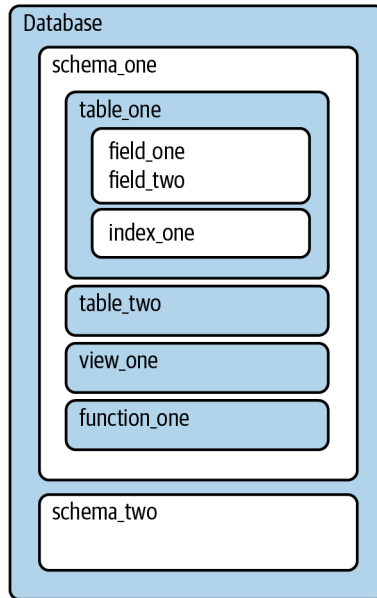 Database
schema_one
table_one
field_one
field_two
index_one
table_two
view_one
function_one
schema_two